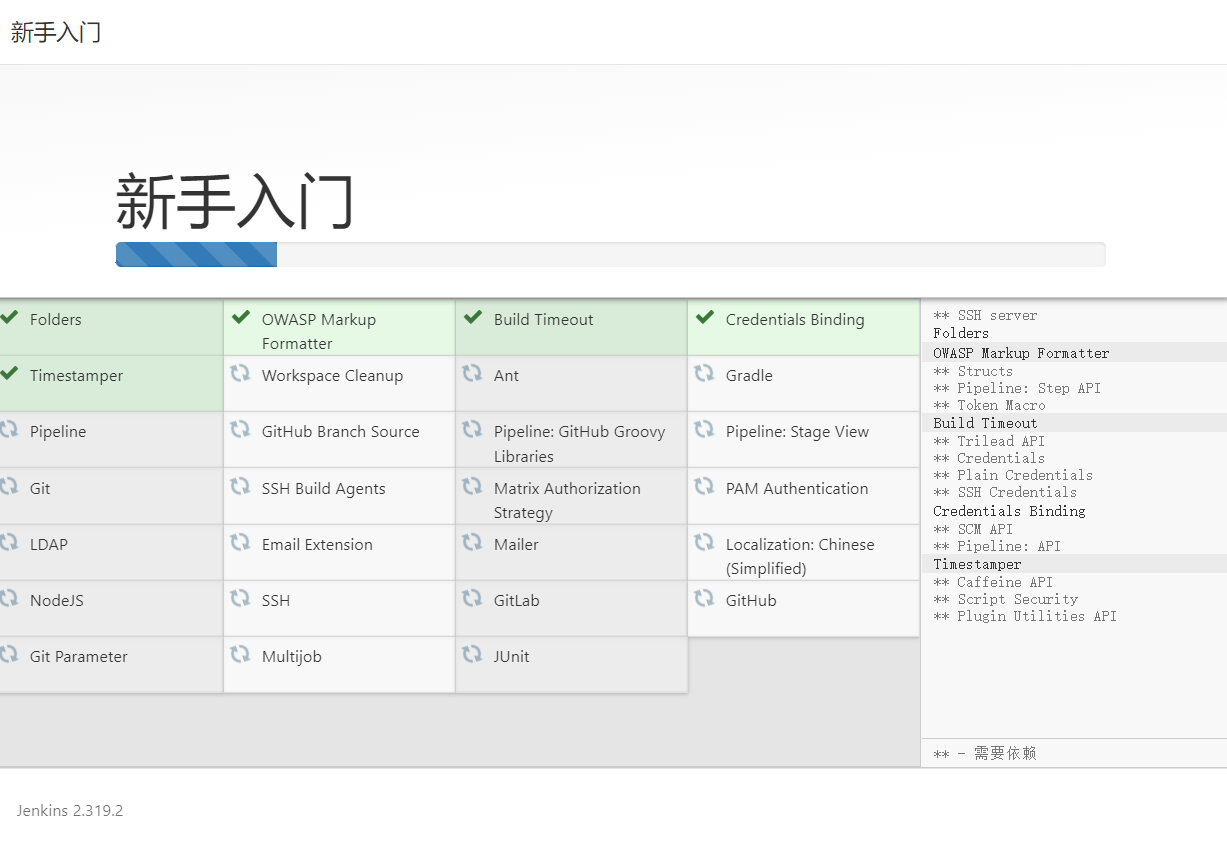 新手入门
新手入门
Folders
OWASP Markup
Formatter
Build Timeout
Credentials Binding
Timestamper
Workspace Cleanup
Ant
Gradle
Pipeline
GitHub Branch Source
Pipeline: GitHub Groovy
Libraries
Pipeline: Stage View
Git
SSH Build Agents
Matrix Authorization
Strategy
PAM Authentication
LDAP
Email Extension
Mailer
Localization: Chinese
(Simplified)
NodeJS
SSH
GitLab
GitHub
Git Parameter
Multijob
JUnit
** SSH server
Folders
OWASP Markup Formatter
** Structs
** Pipeline: Step API
** Token Macro
Build Timeout
** Trilead API
** Credentials
** Plain Credentials
** SSH Credentials
Credentials Binding
** SCM API
** Pipeline: API
Timestamper
** Caffeine API
** Script Security
** Plugin Utilities API
** - 需要依赖
Jenkins 2.319.2